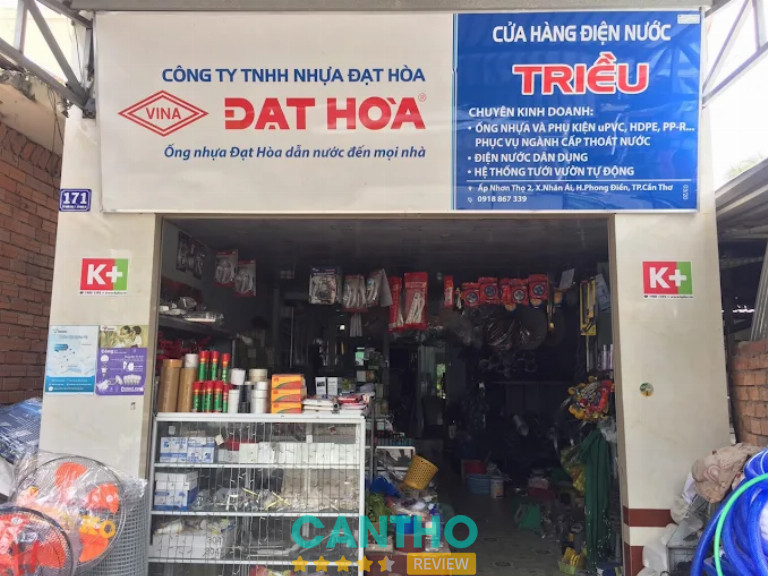 CÔNG TY TNHH NHỰA ĐẠT HÒA
VINA
ĐẠT HÒA®
Ống nhựa Đạt Hòa dẫn nước đến mọi nhà
CỬA HÀNG ĐIỆN NƯỚC
TRIỀU
CHUYÊN KINH DOANH:
• ỐNG NHỰA VÀ PHỤ KIỆN uPVC, HDPE, PP-R...
PHỤC VỤ NGÀNH CẤP THOÁT NƯỚC
• ĐIỆN NƯỚC DÂN DỤNG
• HỆ THỐNG TƯỚI VƯỜN TỰ ĐỘNG
Ấp Nhơn Thọ 2, X.Nhân Ái, H.Phong Điền, TP.Cần Thơ
0918 867 339
171
K+
K+
CANTHO
REVIEW